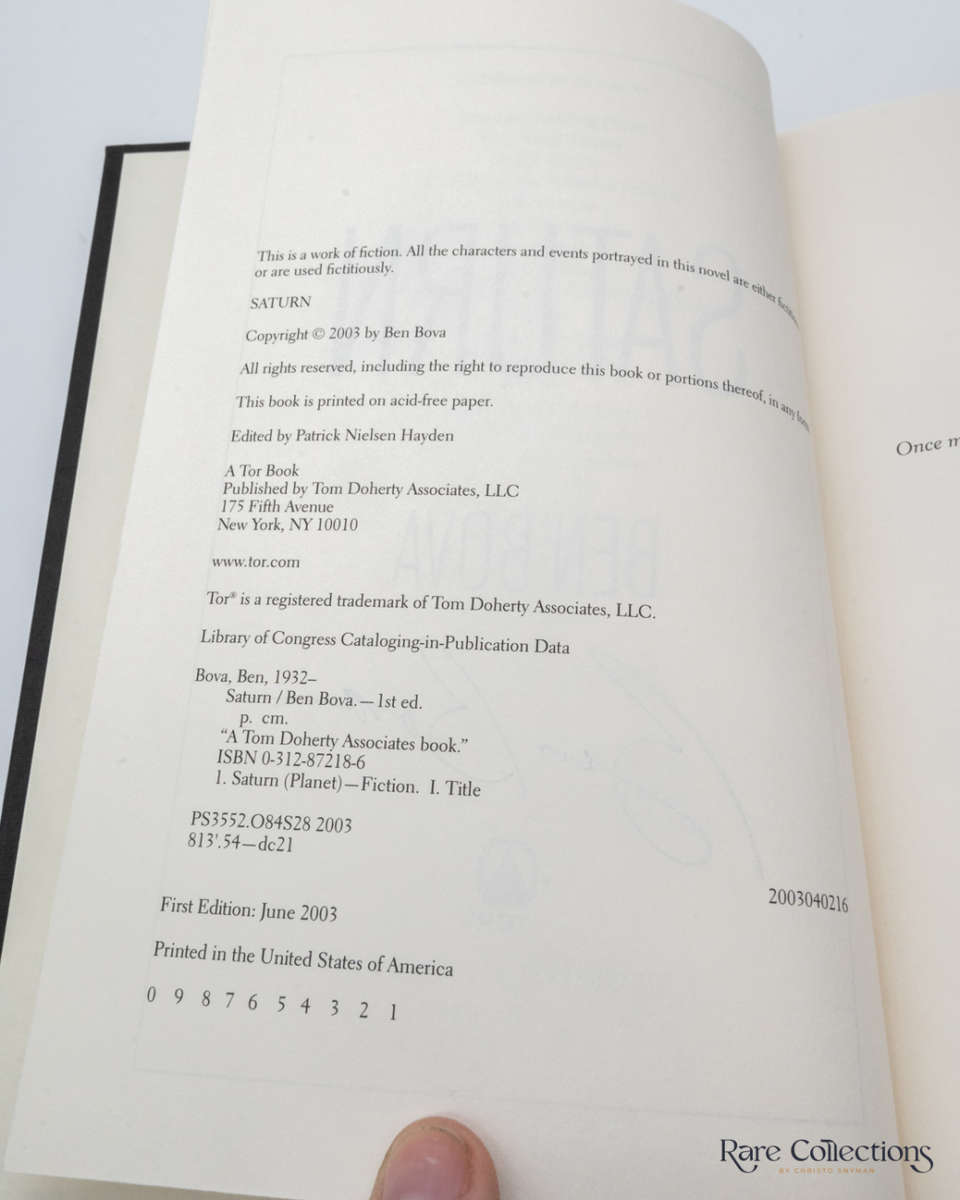 This is a work of fiction. All the characters and events portrayed in this novel are either
or are used fictitiously.
SATURN
Copyright © 2003 by Ben Bova
All rights reserved, including the right to reproduce this book or portions thereof, in any form
This book is printed on acid-free paper.
Edited by Patrick Nielsen Hayden
A Tor Book
Published by Tom Doherty Associates, LLC
175 Fifth Avenue
New York, NY 10010
www.tor.com
Tor® is a registered trademark of Tom Doherty Associates, LLC.
Library of Congress Cataloging-in-Publication Data
Bova, Ben, 1932–
Saturn / Ben Bova.—1st ed.
p. cm.
"A Tom Doherty Associates book."
ISBN 0-312-87218-6
1. Saturn (Planet)—Fiction. I. Title
PS3552.O84S28 2003
813'.54—dc21
2003040216
First Edition: June 2003
Printed in the United States of America
0 9 8 7 6 5 4 3 2 1
Once m
SATURN
BEN BOVA
Rare Collections
BY CHRISTO SNYMAN